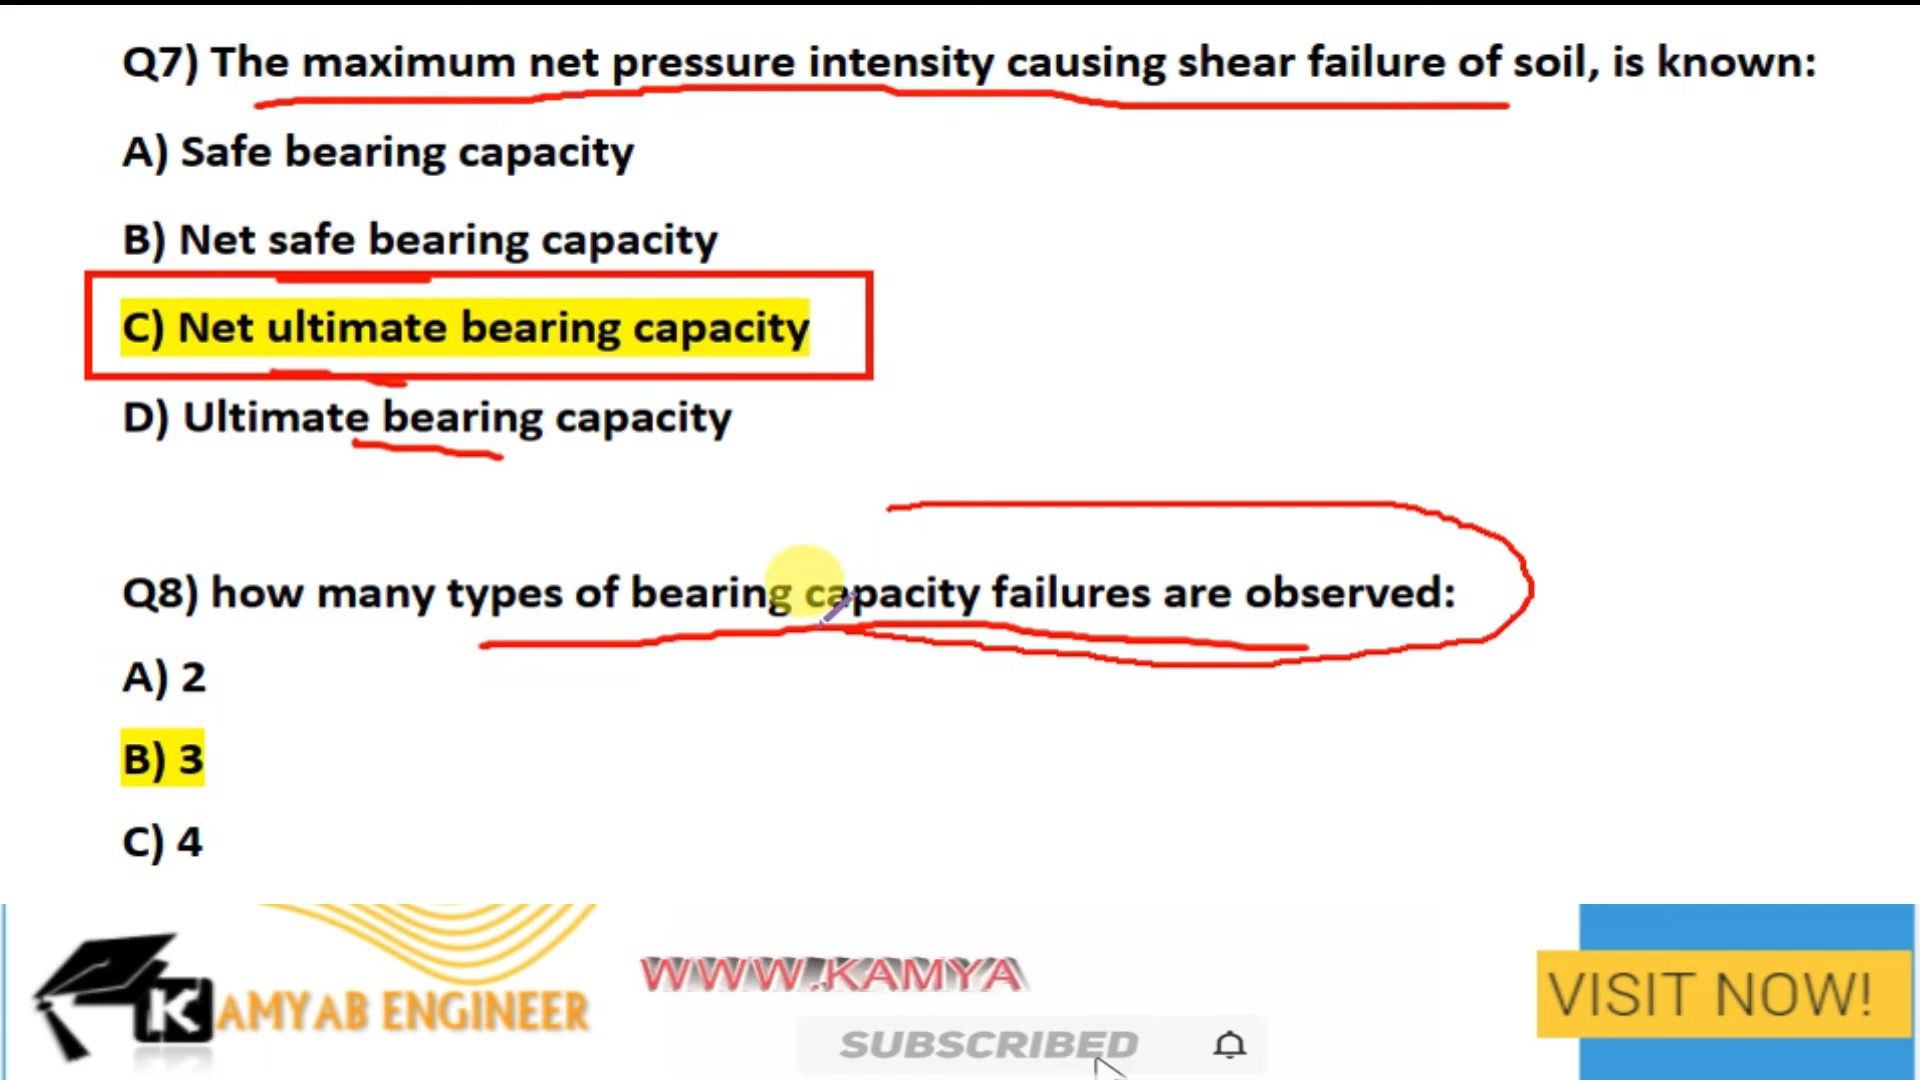 Q7) The maximum net pressure intensity causing shear failure of soil, is known:
A) Safe bearing capacity
B) Net safe bearing capacity
C) Net ultimate bearing capacity
D) Ultimate bearing capacity
Q8) how many types of bearing capacity failures are observed:
A) 2
B) 3
C) 4
KAMYAB ENGINEER
WWW.KAMYA
VISIT NOW!
SUBSCRIBED